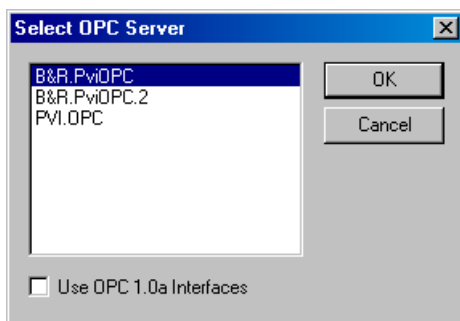 Select OPC Server
B&R.PviOPC
B&R.PviOPC.2
PVI.OPC
OK
Cancel
Use OPC 1.0a Interfaces